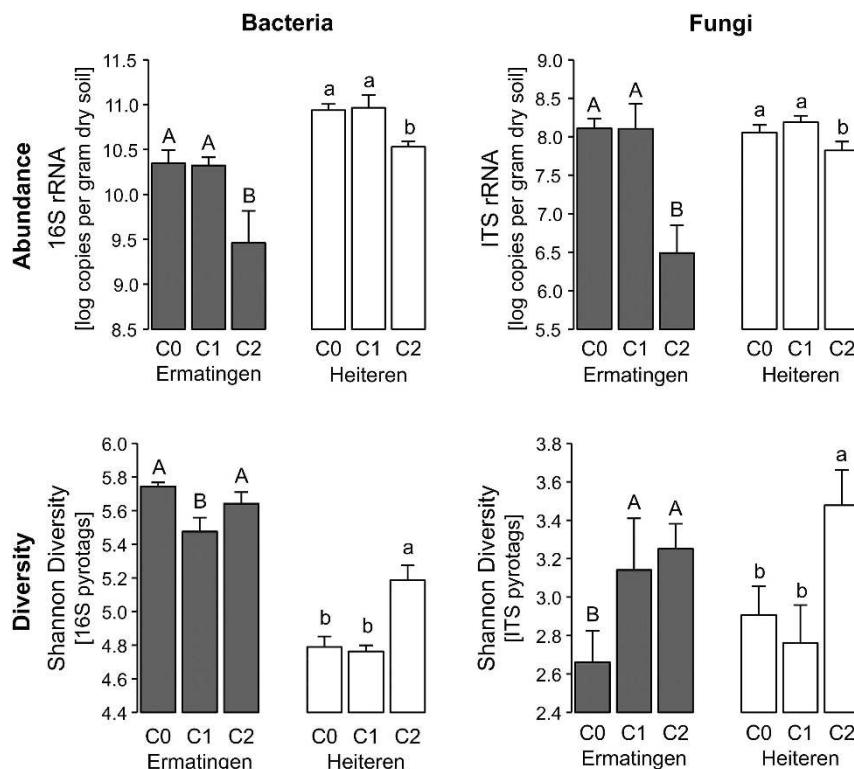 Bacteria
Fungi
Abundance
16S rRNA
[log copies per gram dry soil]
11.5
11.0
10.5
10.0
9.5
9.0
8.5
A
A
B
a
a
b
C0 C1 C2
C0 C1 C2
Ermatingen
Heiteren
ITS rRNA
[log copies per gram dry soil]
9.0
8.5
8.0
7.5
7.0
6.5
6.0
5.5
A
A
B
a
a
b
C0 C1 C2
C0 C1 C2
Ermatingen
Heiteren
Diversity
Shannon Diversity
[16S pyrotags]
6.0
5.8
5.6
5.4
5.2
5.0
4.8
4.6
4.4
A
B
A
b
b
a
C0 C1 C2
C0 C1 C2
Ermatingen
Heiteren
Shannon Diversity
[ITS pyrotags]
3.8
3.6
3.4
3.2
3.0
2.8
2.6
2.4
B
A
A
b
b
a
C0 C1 C2
C0 C1 C2
Ermatingen
Heiteren